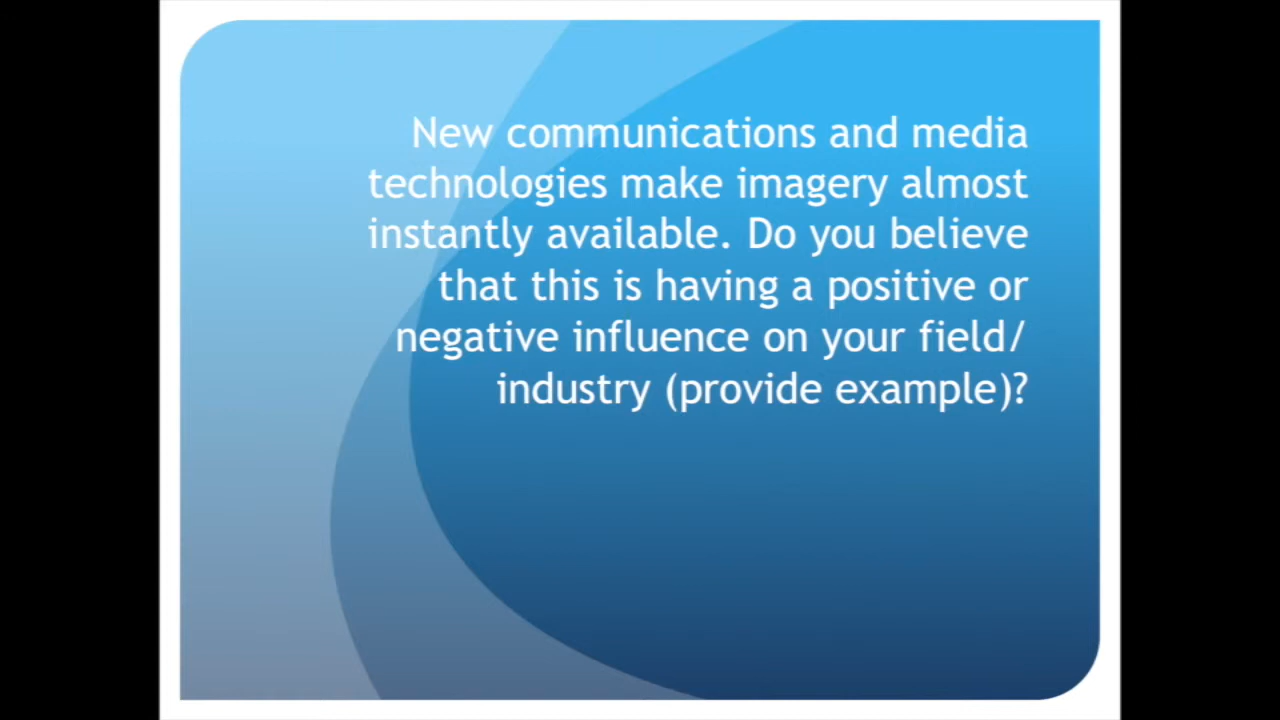 New communications and media
technologies make imagery almost
instantly available. Do you believe
that this is having a positive or
negative influence on your field/
industry (provide example)?